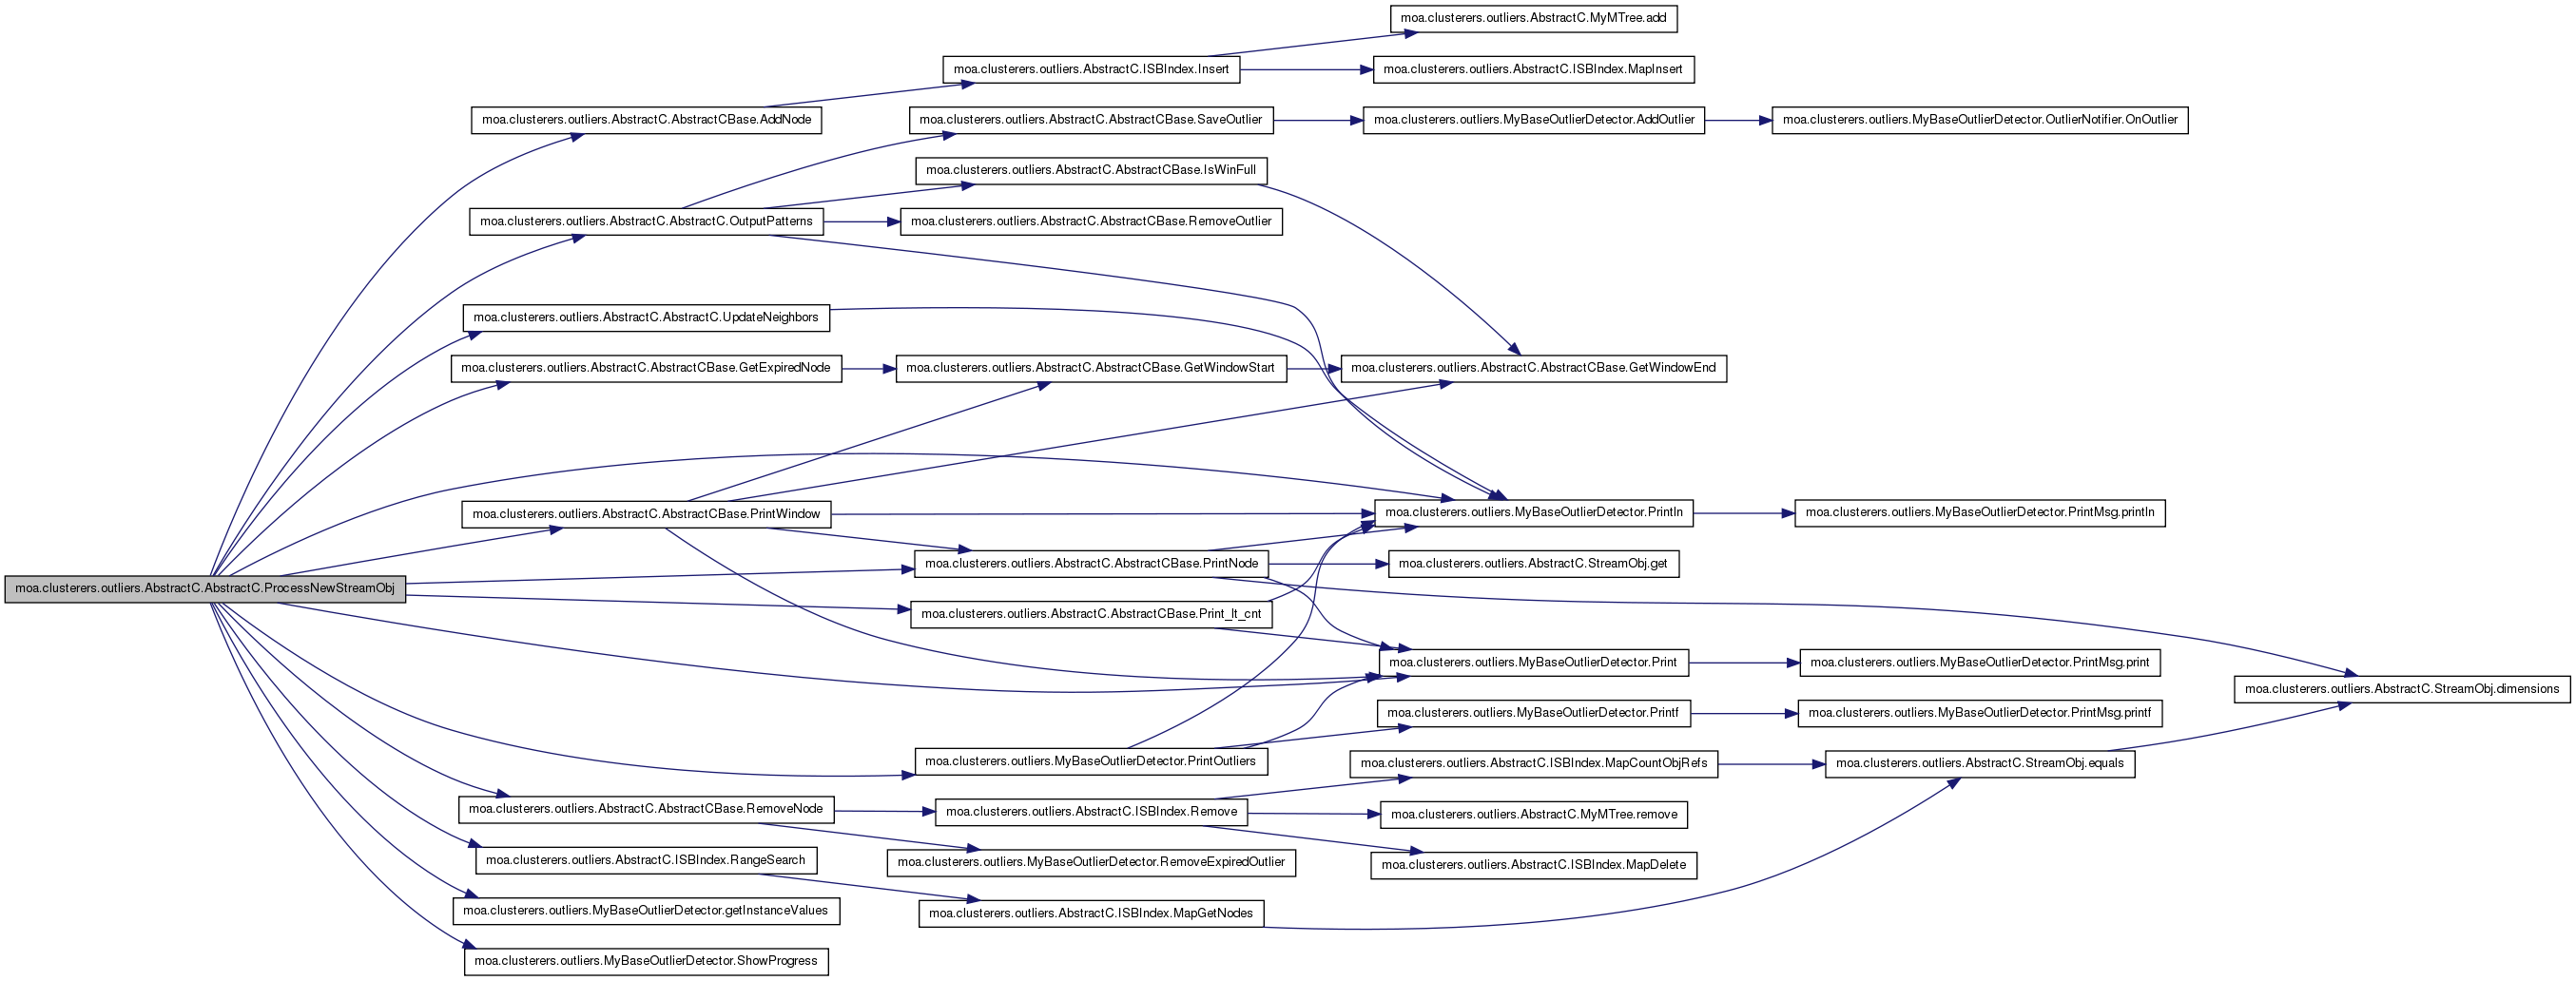 moa.clusterers.outliers.AbstractC.MyMTree.add
moa.clusterers.outliers.AbstractC.ISBIndex.Insert
moa.clusterers.outliers.AbstractC.ISBIndex.MapInsert
moa.clusterers.outliers.AbstractC.AbstractCBase.AddNode
moa.clusterers.outliers.AbstractC.AbstractCBase.SaveOutlier
moa.clusterers.outliers.MyBaseOutlierDetector.AddOutlier
moa.clusterers.outliers.MyBaseOutlierDetector.OutlierNotifier.OnOutlier
moa.clusterers.outliers.AbstractC.AbstractCBase.IsWinFull
moa.clusterers.outliers.AbstractC.AbstractC.OutputPatterns
moa.clusterers.outliers.AbstractC.AbstractCBase.RemoveOutlier
moa.clusterers.outliers.AbstractC.AbstractC.UpdateNeighbors
moa.clusterers.outliers.AbstractC.AbstractCBase.GetExpiredNode
moa.clusterers.outliers.AbstractC.AbstractCBase.GetWindowStart
moa.clusterers.outliers.AbstractC.AbstractCBase.GetWindowEnd
moa.clusterers.outliers.AbstractC.AbstractCBase.PrintWindow
moa.clusterers.outliers.MyBaseOutlierDetector.Println
moa.clusterers.outliers.MyBaseOutlierDetector.PrintMsg.println
moa.clusterers.outliers.AbstractC.AbstractCBase.PrintNode
moa.clusterers.outliers.AbstractC.StreamObj.get
moa.clusterers.outliers.AbstractC.AbstractC.ProcessNewStreamObj
moa.clusterers.outliers.AbstractC.AbstractCBase.Print_lt_cnt
moa.clusterers.outliers.MyBaseOutlierDetector.Print
moa.clusterers.outliers.MyBaseOutlierDetector.PrintMsg.print
moa.clusterers.outliers.AbstractC.StreamObj.dimensions
moa.clusterers.outliers.MyBaseOutlierDetector.Printf
moa.clusterers.outliers.MyBaseOutlierDetector.PrintMsg.printf
moa.clusterers.outliers.MyBaseOutlierDetector.PrintOutliers
moa.clusterers.outliers.AbstractC.ISBIndex.MapCountObjRefs
moa.clusterers.outliers.AbstractC.StreamObj.equals
moa.clusterers.outliers.AbstractC.AbstractCBase.RemoveNode
moa.clusterers.outliers.AbstractC.ISBIndex.Remove
moa.clusterers.outliers.AbstractC.MyMTree.remove
moa.clusterers.outliers.AbstractC.ISBIndex.RangeSearch
moa.clusterers.outliers.MyBaseOutlierDetector.RemoveExpiredOutlier
moa.clusterers.outliers.AbstractC.ISBIndex.MapDelete
moa.clusterers.outliers.MyBaseOutlierDetector.getInstanceValues
moa.clusterers.outliers.AbstractC.ISBIndex.MapGetNodes
moa.clusterers.outliers.MyBaseOutlierDetector.ShowProgress